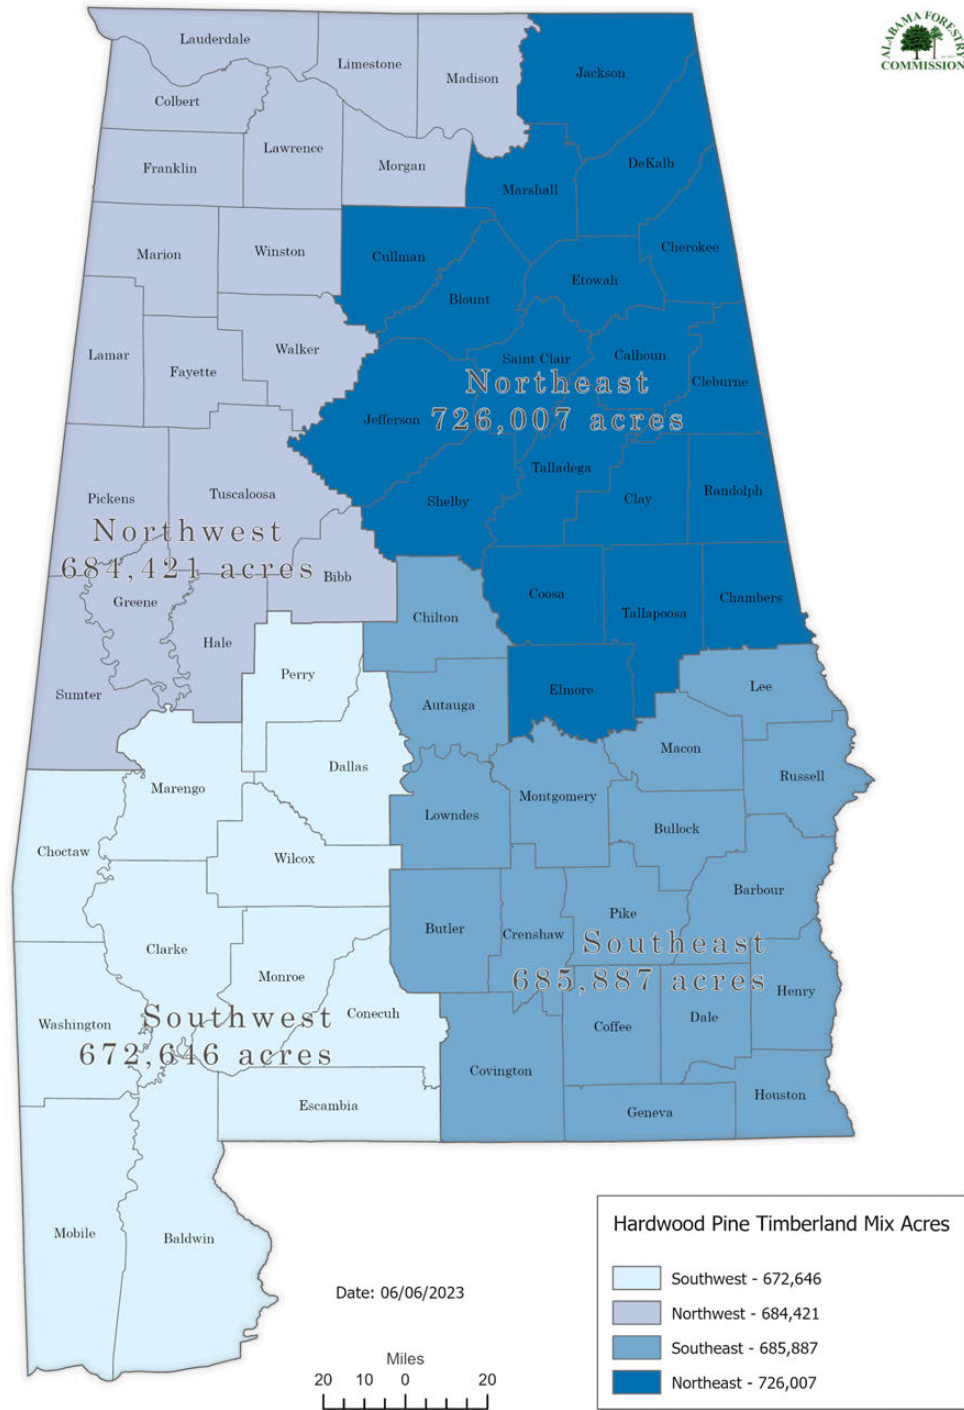 ALABAMA FORESTRY
COMMISSION
Lauderdale
Limestone
Madison
Jackson
Colbert
Lawrence
Franklin
Morgan
DeKalb
Marshall
Marion
Winston
Cullman
Cherokee
Etowah
Blount
Lamar
Fayette
Walker
Saint Clair
Calhoun
Cleburne
Northeast
726,007 acres
Jefferson
Talladega
Pickens
Tuscaloosa
Shelby
Clay
Randolph
Northwest
684,421 acres
Bibb
Greene
Hale
Sumter
Coosa
Tallapoosa
Chambers
Chilton
Perry
Autauga
Elmore
Lee
Macon
Russell
Dallas
Marengo
Lowndes
Montgomery
Bullock
Choctaw
Wilcox
Barbour
Butler
Crenshaw
Pike
Clarke
Southeast
685,887 acres
Monroe
Henry
Washington
Southwest
672,646 acres
Conecuh
Coffee
Dale
Covington
Escambia
Geneva
Houston
Mobile
Baldwin
Date: 06/06/2023
Miles
20 10 0 20
Hardwood Pine Timberland Mix Acres
Southwest - 672,646
Northwest - 684,421
Southeast - 685,887
Northeast - 726,007